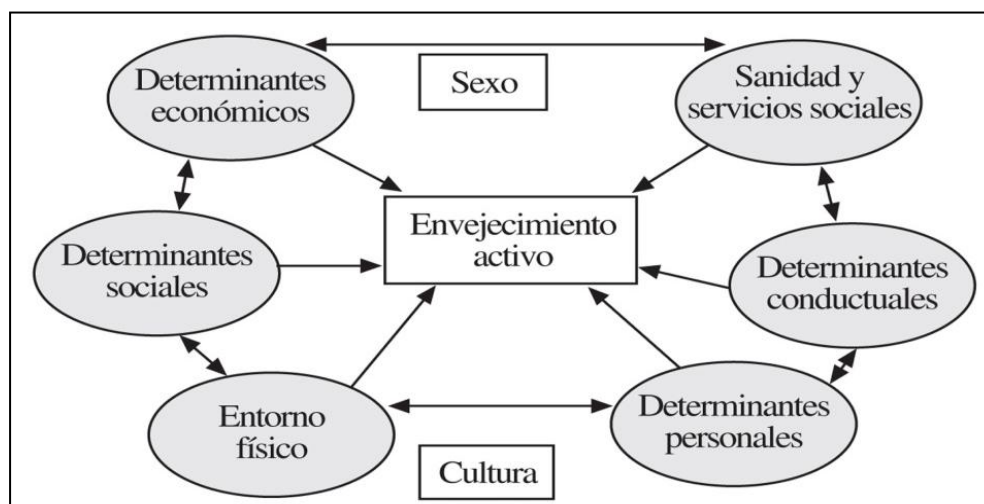 Determinantes
económicos
Sexo
Sanidad y
servicios sociales
Envejecimiento
activo
Determinantes
sociales
Determinantes
conductuales
Entorno
físico
Determinantes
personales
Cultura